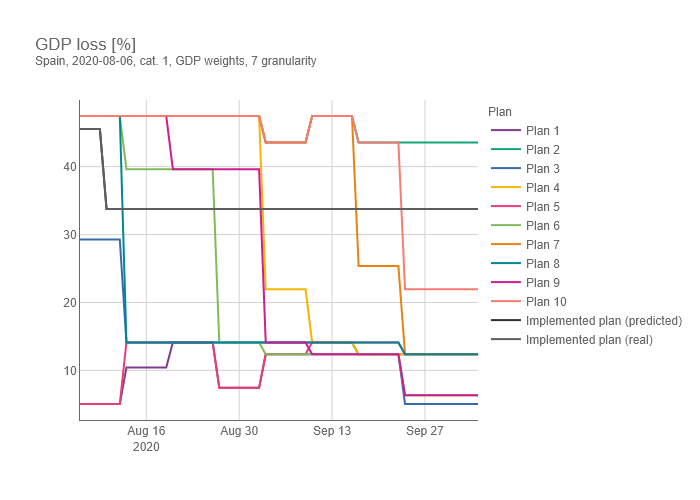 GDP loss [%]
Spain, 2020-08-06, cat. 1, GDP weights, 7 granularity
Plan
Plan 1
Plan 2
Plan 3
Plan 4
Plan 5
Plan 6
Plan 7
Plan 8
Plan 9
Plan 10
Implemented plan (predicted)
Implemented plan (real)
40
30
20
10
Aug 16 Aug 30 Sep 13 Sep 27
2020